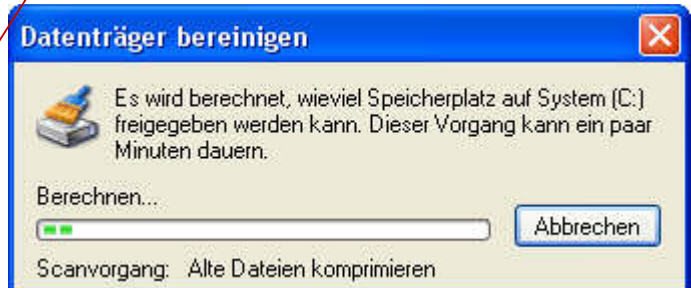 Datenträger bereinigen
Es wird berechnet, wieviel Speicherplatz auf System (C:)
freigegeben werden kann. Dieser Vorgang kann ein paar
Minuten dauern.
Berechnen...
Abbrechen
Scanvorgang: Alte Dateien komprimieren